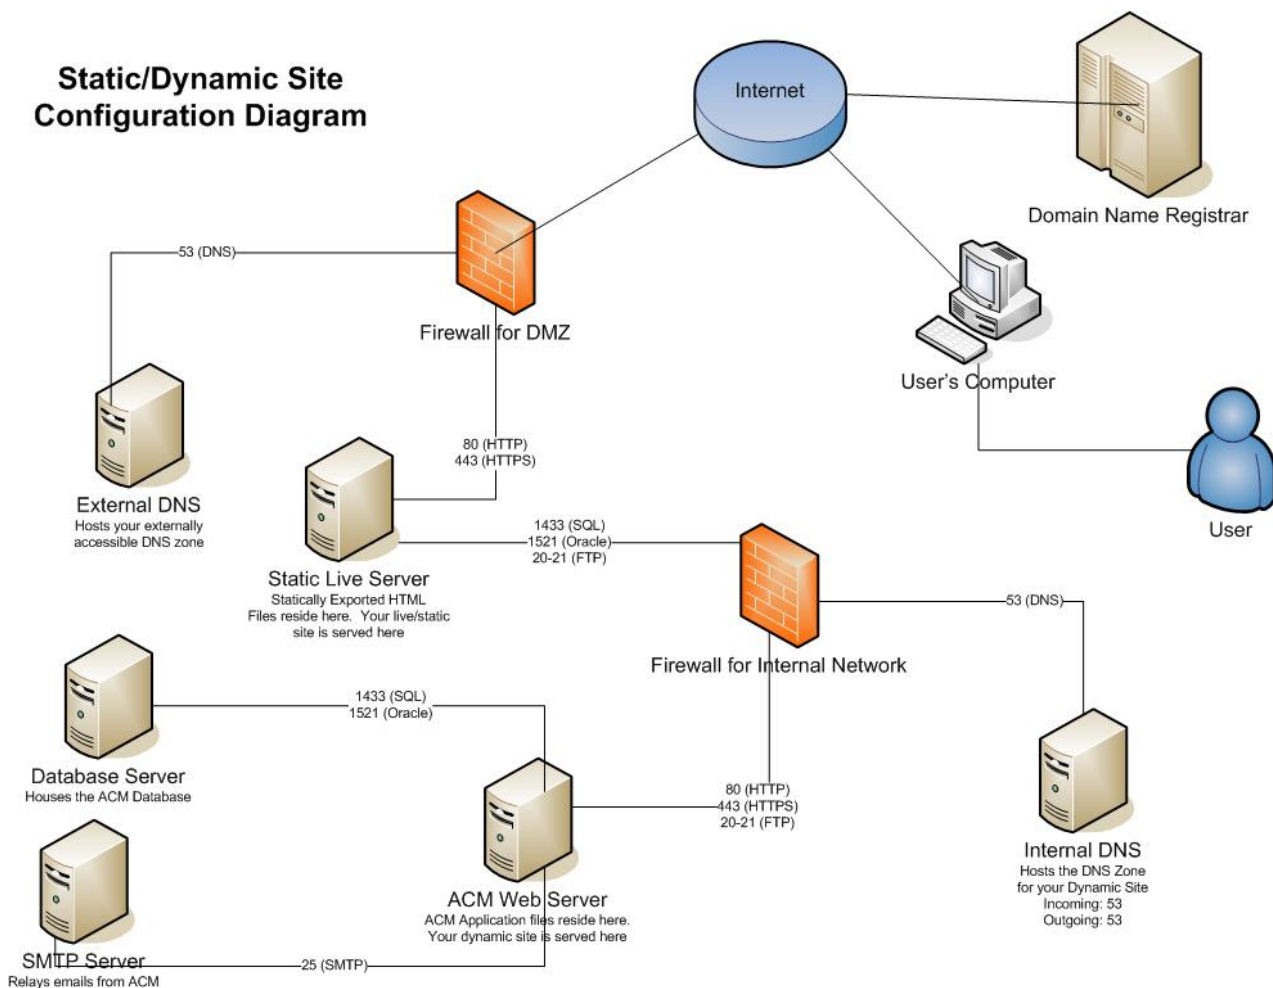 Static/Dynamic Site
Configuration Diagram
Internet
Domain Name Registrar
53 (DNS)
Firewall for DMZ
User's Computer
80 (HTTP)
443 (HTTPS)
External DNS
Hosts your externally
accessible DNS zone
User
1433 (SQL)
1521 (Oracle)
20-21 (FTP)
Static Live Server
Statically Exported HTML
Files reside here. Your live/static
site is served here
53 (DNS)
Firewall for Internal Network
1433 (SQL)
1521 (Oracle)
Database Server
Houses the ACM Database
80 (HTTP)
443 (HTTPS)
20-21 (FTP)
Internal DNS
Hosts the DNS Zone
for your Dynamic Site
Incoming: 53
Outgoing: 53
ACM Web Server
ACM Application files reside here.
Your dynamic site is served here
SMTP Server
Relays emails from ACM
25 (SMTP)